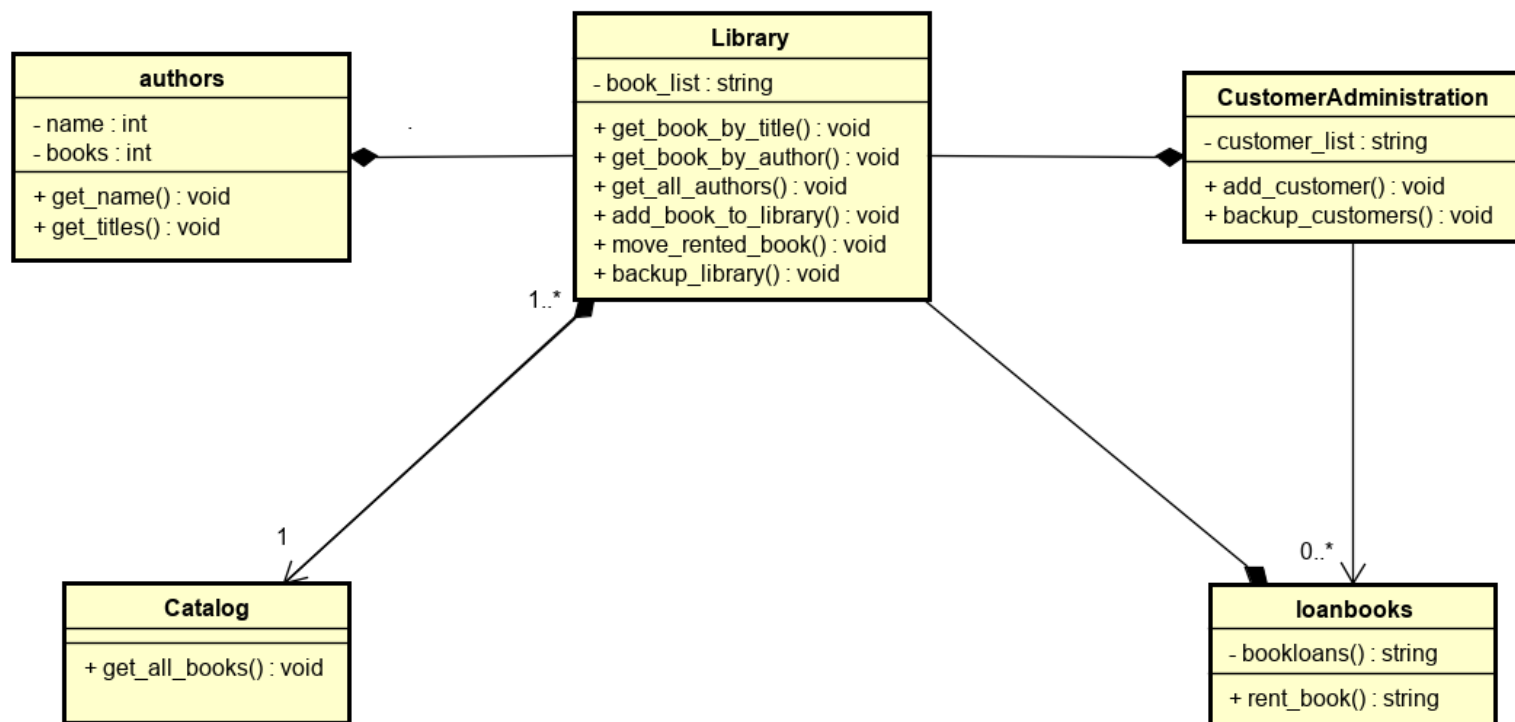 authors
- name : int
- books : int
+ get_name() : void
+ get_titles() : void
.
Library
- book_list : string
+ get_book_by_title() : void
+ get_book_by_author() : void
+ get_all_authors() : void
+ add_book_to_library() : void
+ move_rented_book() : void
+ backup_library() : void
CustomerAdministration
- customer_list : string
+ add_customer() : void
+ backup_customers() : void
1..*
1
0..*
Catalog
+ get_all_books() : void
loanbooks
- bookloans() : string
+ rent_book() : string